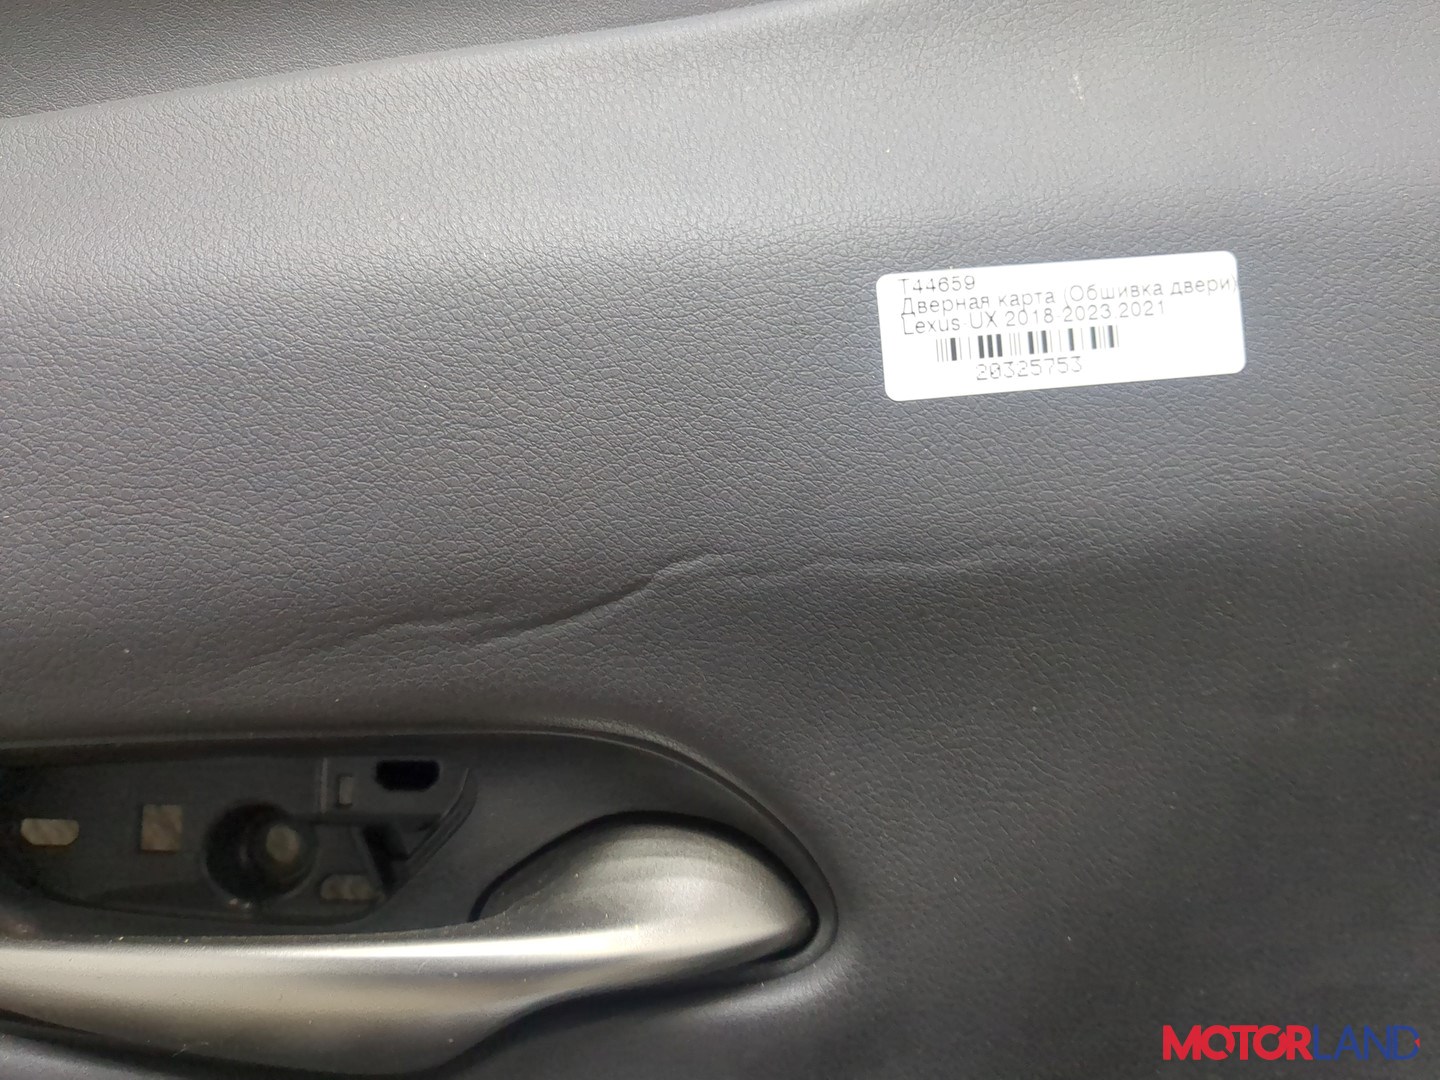 T44659
Дверная карта (Обшивка двери)
Lexus UX 2018-2023 2021
20325753
MOTORLAND